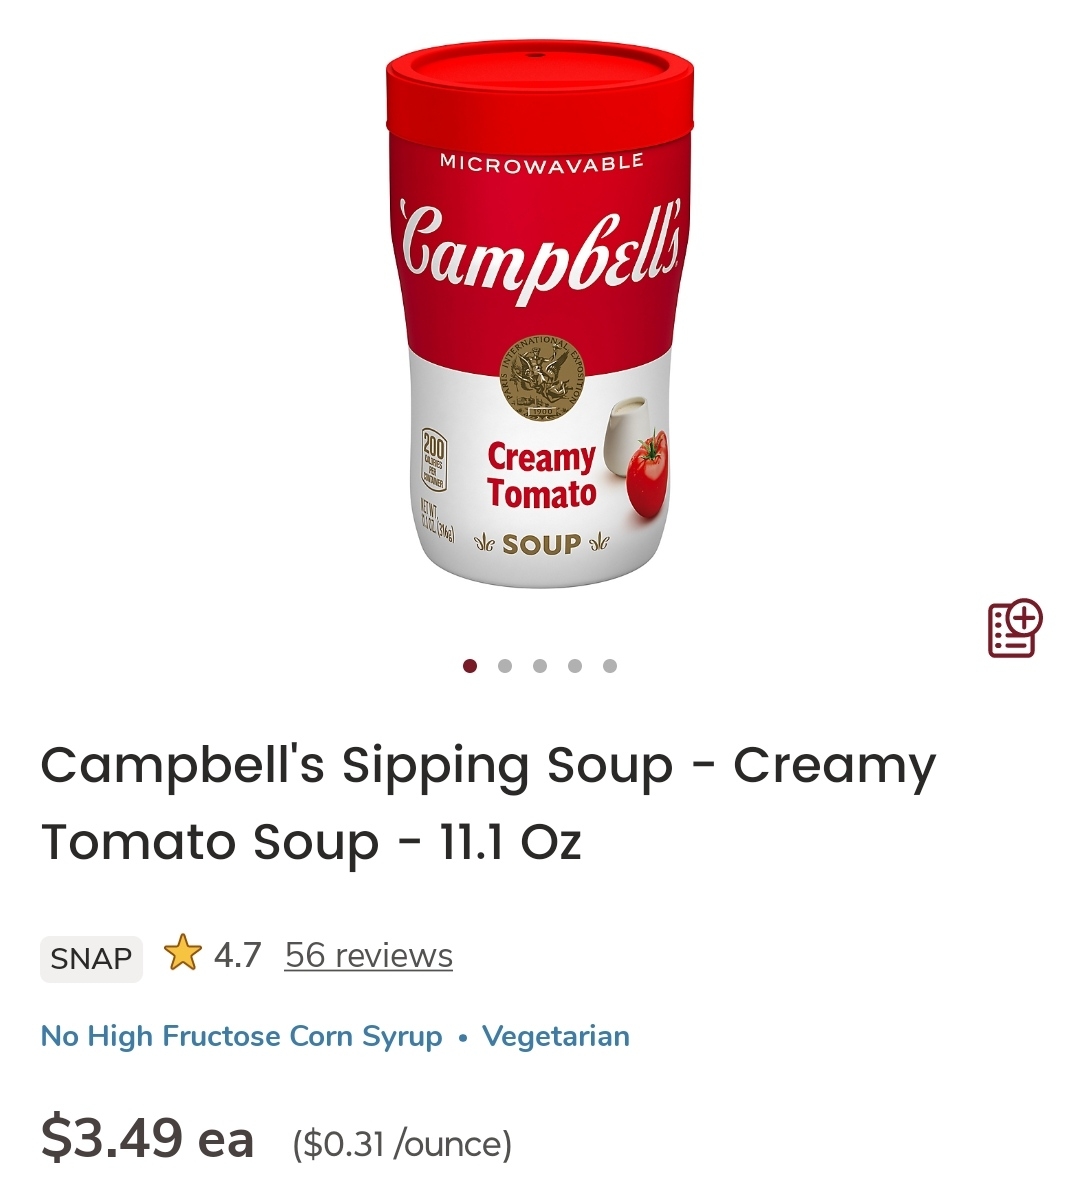 MICROWAVABLE
Campbell's
PARIS INTERNATIONAL EXPOSITION
1900
200
CALORIES
PER
CONTAINER
Creamy
Tomato
NET WT.
11.1 OZ. (316g)
SOUP
Campbell's Sipping Soup - Creamy
Tomato Soup - 11.1 Oz
SNAP 4.7 56 reviews
No High Fructose Corn Syrup • Vegetarian
$3.49 ea ($0.31 /ounce)